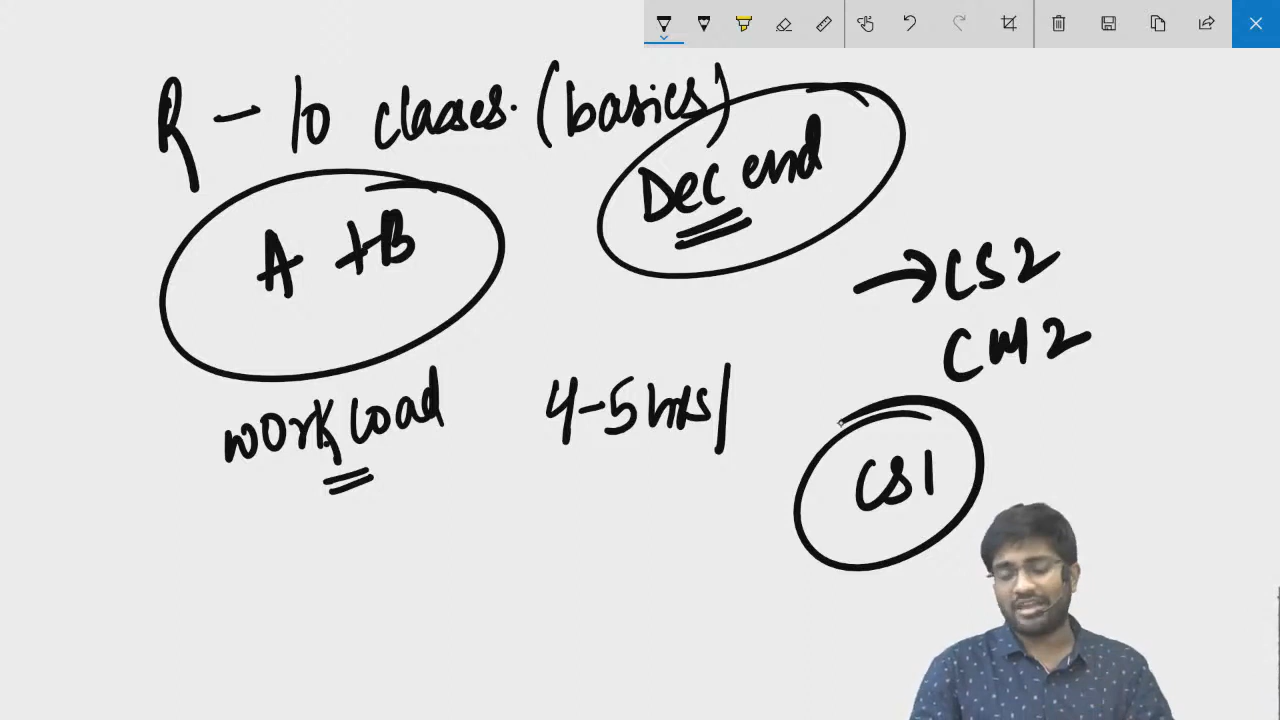 R - 10 classes. (basics)
Dec end
A + B
→ CS2
CM2
workload
4-5 hrs/
CS1